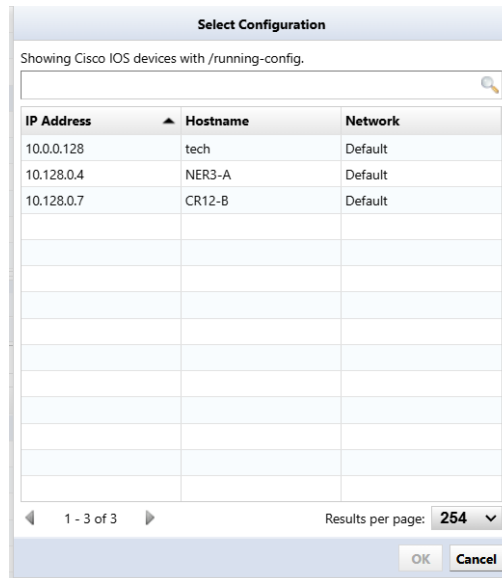 Select Configuration
Showing Cisco IOS devices with /running-config.
IP Address Hostname Network
10.0.0.128 tech Default
10.128.0.4 NER3-A Default
10.128.0.7 CR12-B Default
1 - 3 of 3 Results per page: 254
OK Cancel